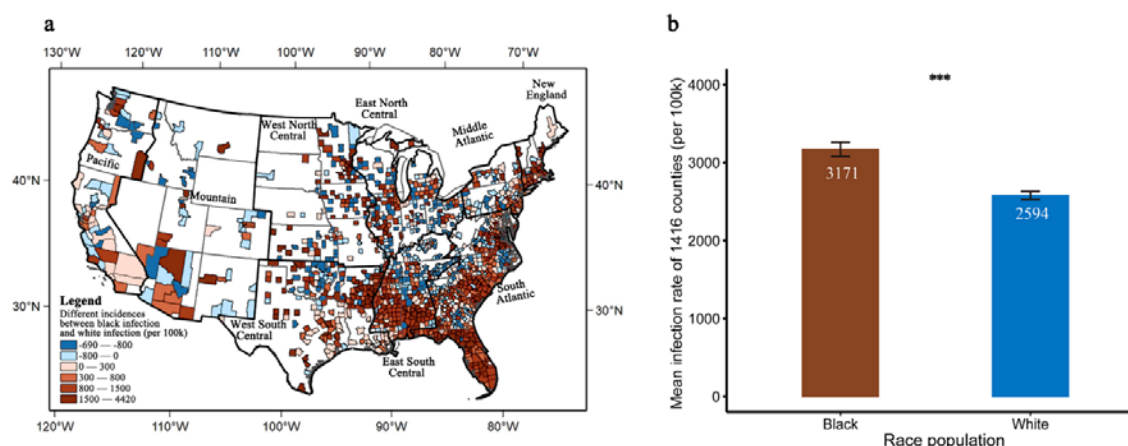 a
130°W 120°W 110°W 100°W 90°W 80°W 70°W
New
England
East North
Central
West North
Central
Middle
Atlantic
Pacific
40°N
40°N
Mountain
South
Atlantic
30°N
30°N
West South
Central
East South
Central
Legend
Different incidences
between black infection
and white infection (per 100k)
-690 — -800
-800 — 0
0 — 300
300 — 800
800 — 1500
1500 — 4420
120°W 110°W 100°W 90°W 80°W
b
Mean infection rate of 1416 counties (per 100k)
4000
3000
2000
1000
0
***
3171
2594
Black White
Race population